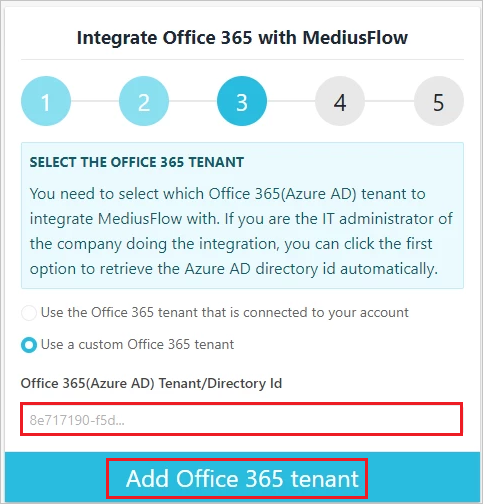 Integrate Office 365 with MediusFlow
1 2 3 4 5
SELECT THE OFFICE 365 TENANT
You need to select which Office 365(Azure AD) tenant to
integrate MediusFlow with. If you are the IT administrator of
the company doing the integration, you can click the first
option to retrieve the Azure AD directory id automatically.
Use the Office 365 tenant that is connected to your account
Use a custom Office 365 tenant
Office 365(Azure AD) Tenant/Directory Id
8e717190-f5d...
Add Office 365 tenant